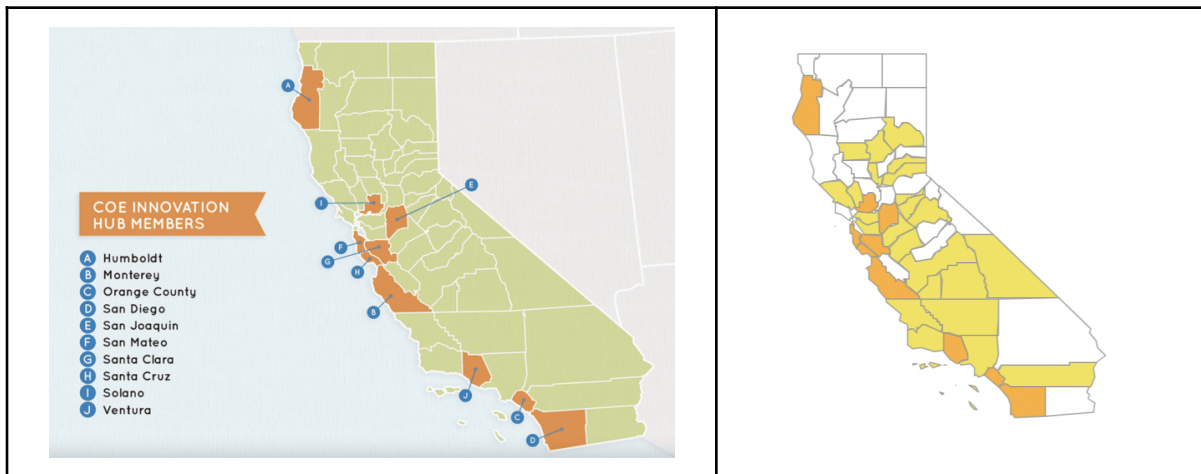 COE INNOVATION
HUB MEMBERS
A Humboldt
B Monterey
C Orange County
D San Diego
E San Joaquin
F San Mateo
G Santa Clara
H Santa Cruz
I Solano
J Ventura
A
E
I
F
G
H
B
J
C
D